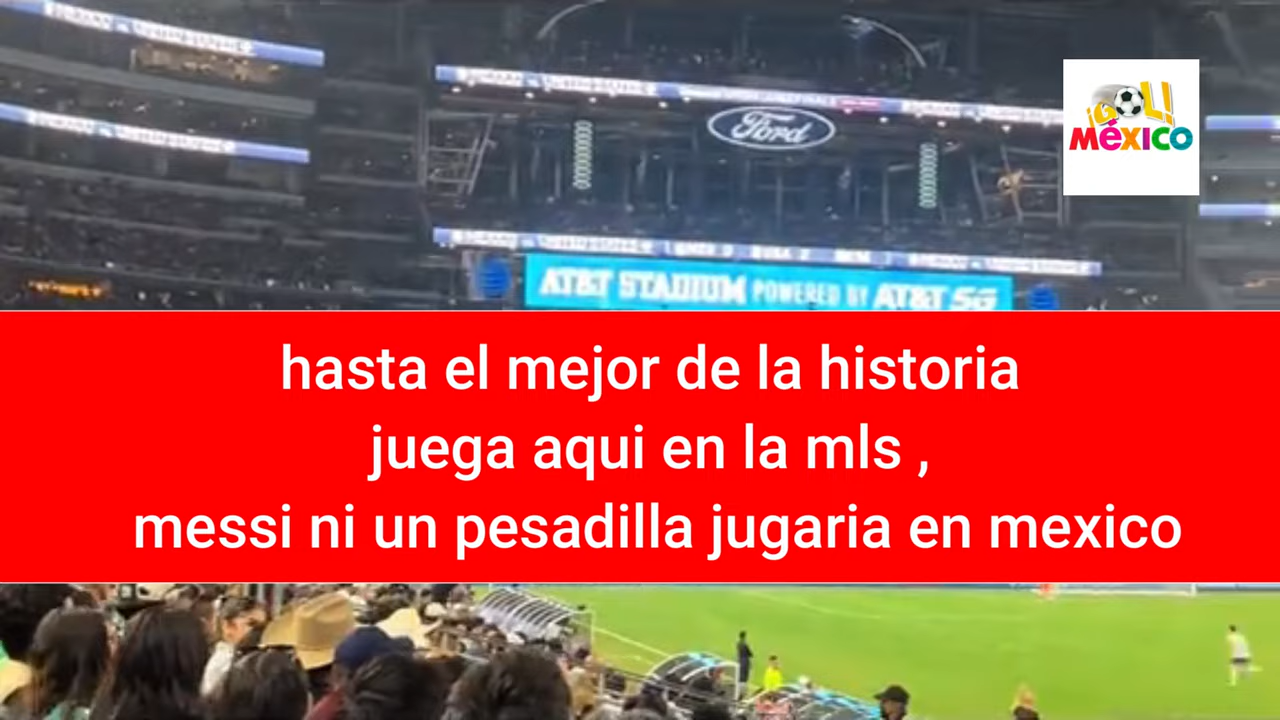 Ford
¡GOL!
MéXICO
AT&T STADIUM POWERED BY AT&T 5G
hasta el mejor de la historia
juega aqui en la mls ,
messi ni un pesadilla jugaria en mexico